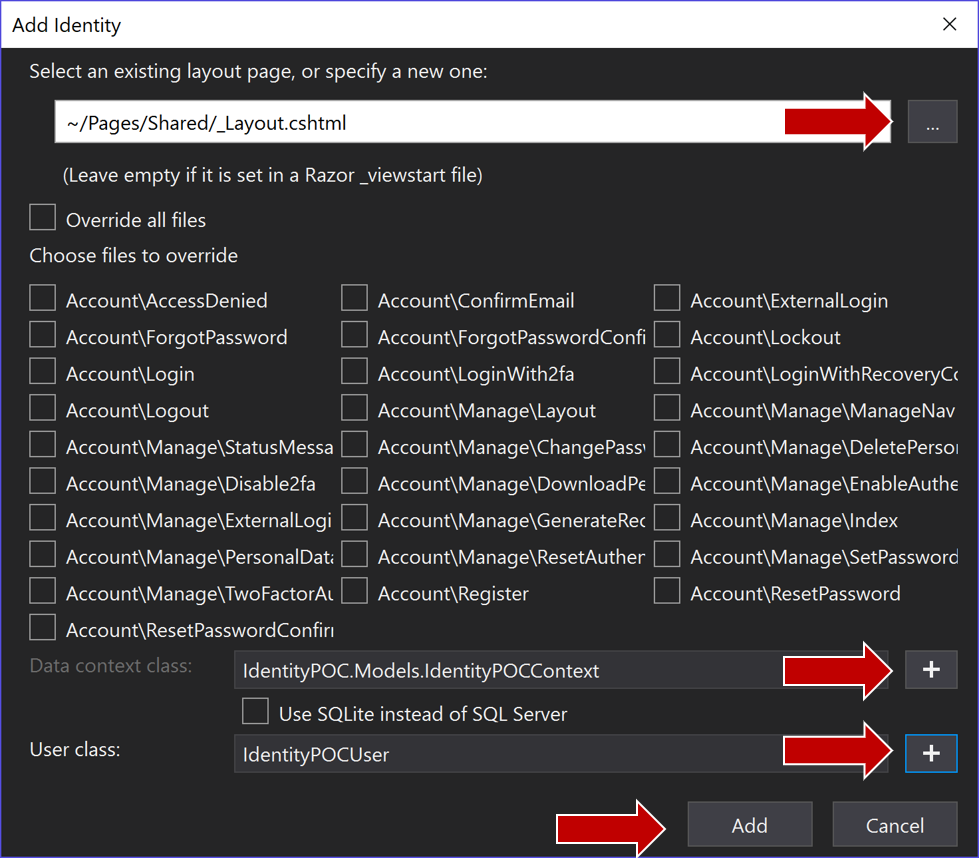 Add Identity
Select an existing layout page, or specify a new one:
~/Pages/Shared/_Layout.cshtml
...
(Leave empty if it is set in a Razor _viewstart file)
Override all files
Choose files to override
Account\AccessDenied Account\ConfirmEmail Account\ExternalLogin
Account\ForgotPassword Account\ForgotPasswordConfi Account\Lockout
Account\Login Account\LoginWith2fa Account\LoginWithRecoveryCo
Account\Logout Account\Manage\Layout Account\Manage\ManageNav
Account\Manage\StatusMessa Account\Manage\ChangePassw Account\Manage\DeletePerson
Account\Manage\Disable2fa Account\Manage\DownloadPe Account\Manage\EnableAuthe
Account\Manage\ExternalLogi Account\Manage\GenerateRec Account\Manage\Index
Account\Manage\PersonalData Account\Manage\ResetAuthen Account\Manage\SetPassword
Account\Manage\TwoFactorAu Account\Register Account\ResetPassword
Account\ResetPasswordConfirm
Data context class: IdentityPOC.Models.IdentityPOCContext +
Use SQLite instead of SQL Server
User class: IdentityPOCUser +
Add Cancel